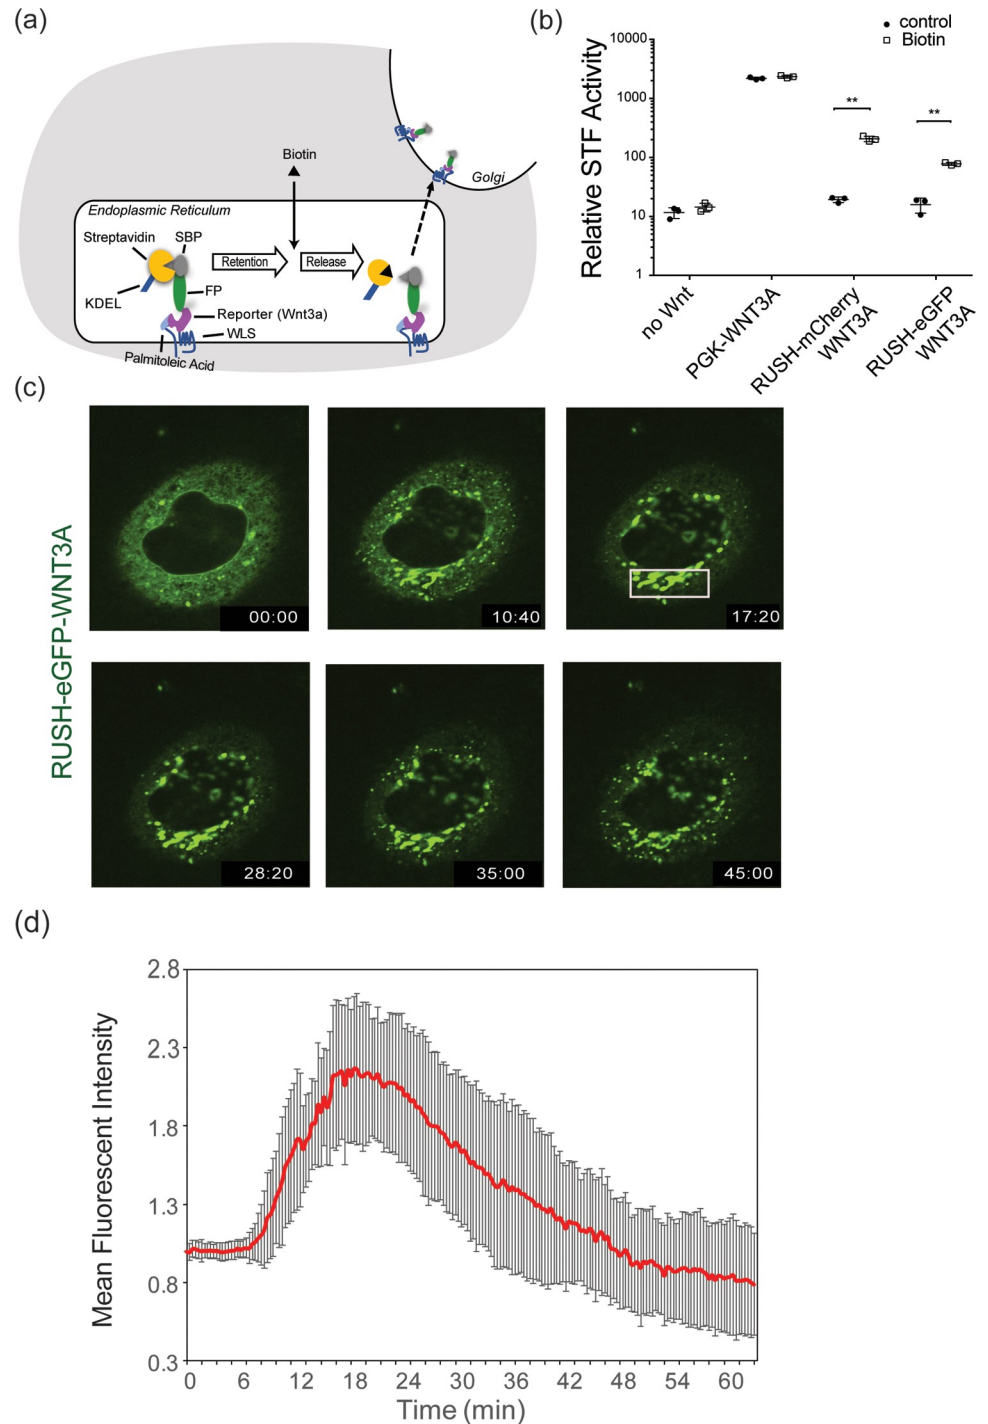 (a)
Biotin
Golgi
Endoplasmic Reticulum
Streptavidin
SBP
Retention
Release
KDEL
FP
Reporter (Wnt3a)
WLS
Palmitoleic Acid
(b)
control
Biotin
Relative STF Activity
10000
1000
100
10
1
**
**
no Wnt
PGK-WNT3A
RUSH-mCherry
WNT3A
RUSH-eGFP
WNT3A
(c)
RUSH-eGFP-WNT3A
00:00
10:40
17:20
28:20
35:00
45:00
(d)
Mean Fluorescent Intensity
2.8
2.3
1.8
1.3
0.8
0.3
0 6 12 18 24 30 36 42 48 54 60
Time (min)